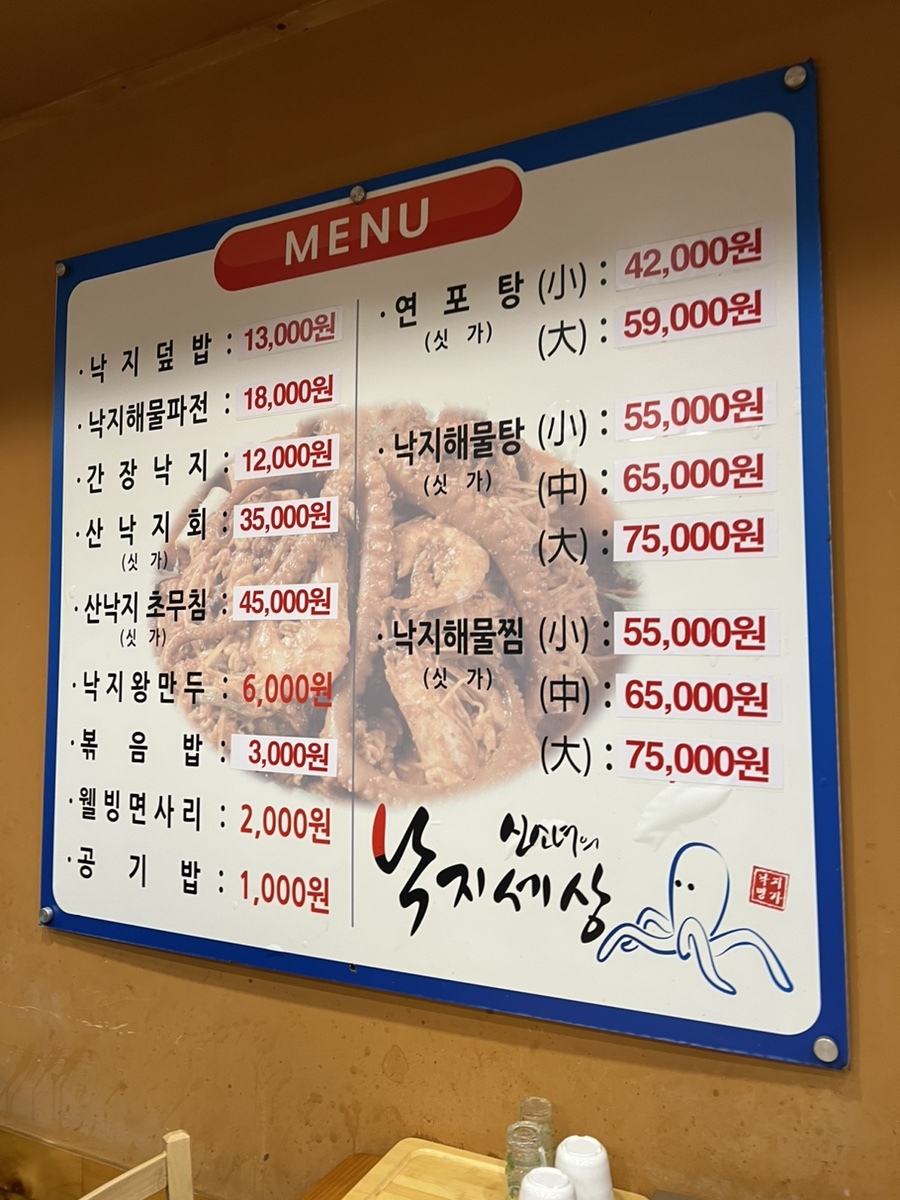 MENU
·낙지덮밥 : 13,000원
·낙지해물파전 : 18,000원
·간장낙지 : 12,000원
·산낙지회 : 35,000원
(싯 가)
·산낙지 초무침 : 45,000원
(싯 가)
·낙지왕만두 : 6,000원
·볶음밥 : 3,000원
·웰빙면사리 : 2,000원
·공기밥 : 1,000원
·연포탕 (小) : 42,000원
(싯 가) (大) : 59,000원
·낙지해물탕 (小) : 55,000원
(싯 가) (中) : 65,000원
(大) : 75,000원
·낙지해물찜 (小) : 55,000원
(싯 가) (中) : 65,000원
(大) : 75,000원
낙지세상
낙지
명가